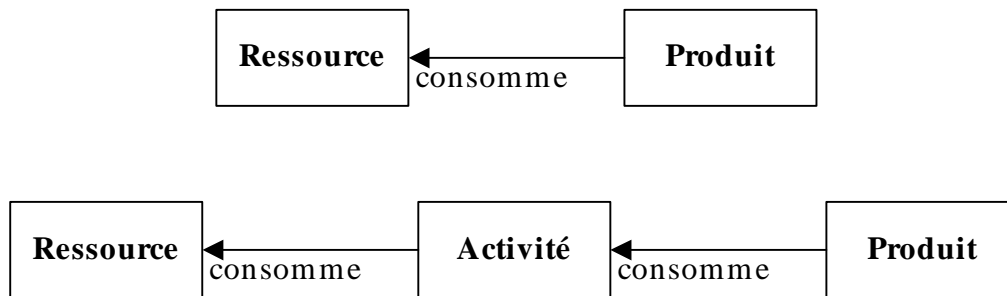 Ressource
Produit
consomme
Ressource
Activité
Produit
consomme
consomme